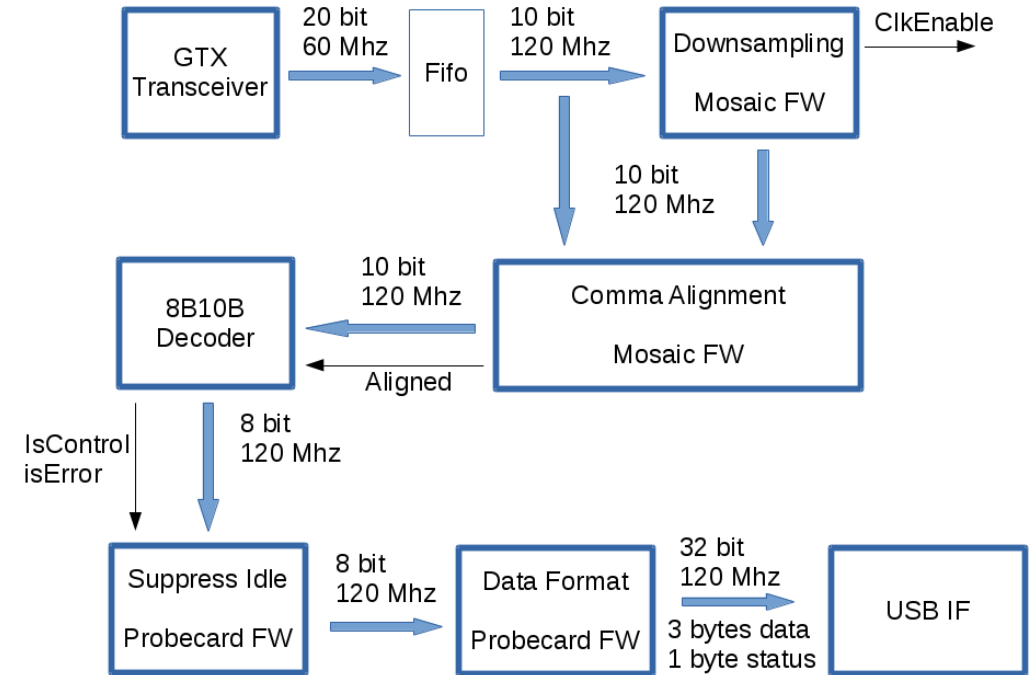 GTX
Transceiver
20 bit
60 Mhz
Fifo
10 bit
120 Mhz
Downsampling
Mosaic FW
ClkEnable
10 bit
120 Mhz
8B10B
Decoder
10 bit
120 Mhz
Aligned
Comma Alignment
Mosaic FW
IsControl
isError
8 bit
120 Mhz
Suppress Idle
Probecard FW
8 bit
120 Mhz
Data Format
Probecard FW
32 bit
120 Mhz
3 bytes data
1 byte status
USB IF